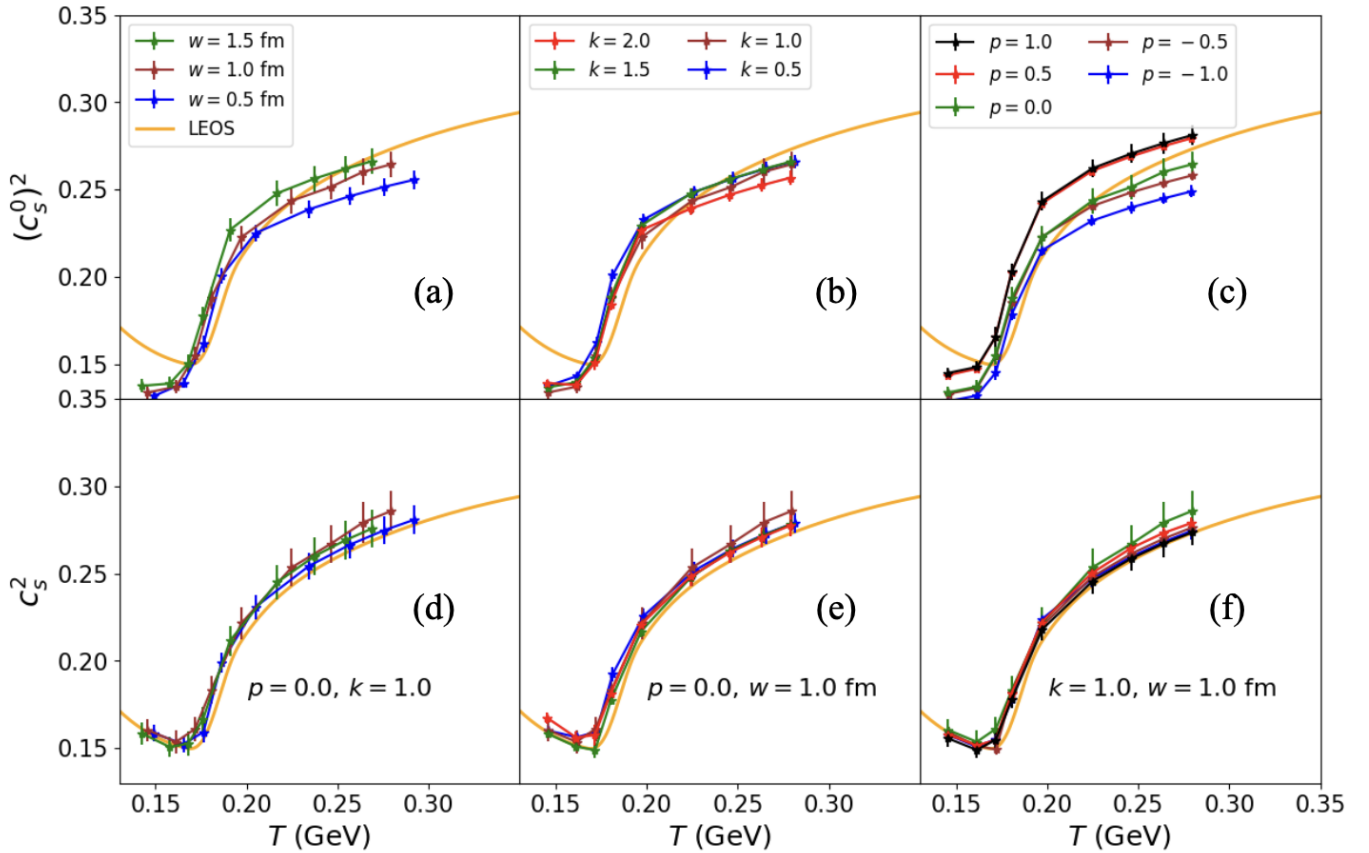 0.35
0.30
0.25
0.20
0.15
0.35
(c_s^0)^2
w = 1.5 fm
w = 1.0 fm
w = 0.5 fm
LEOS
(a)
k = 2.0
k = 1.5
k = 1.0
k = 0.5
(b)
p = 1.0
p = 0.5
p = 0.0
p = −0.5
p = −1.0
(c)
0.30
0.25
0.20
0.15
c_s^2
(d)
p = 0.0, k = 1.0
(e)
p = 0.0, w = 1.0 fm
(f)
k = 1.0, w = 1.0 fm
0.15 0.20 0.25 0.30
T (GeV)
0.15 0.20 0.25 0.30
T (GeV)
0.15 0.20 0.25 0.30 0.35
T (GeV)